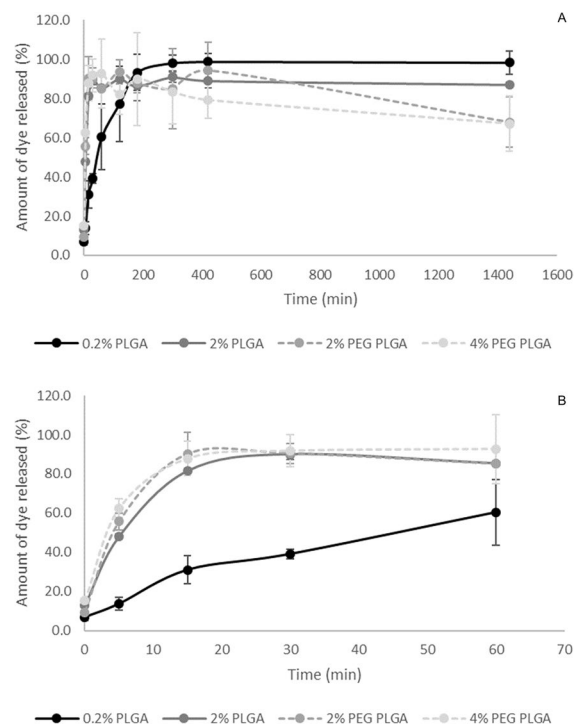 A
120.0
100.0
80.0
60.0
40.0
20.0
0.0
Amount of dye released (%)
0 200 400 600 800 1000 1200 1400 1600
Time (min)
0.2% PLGA 2% PLGA 2% PEG PLGA 4% PEG PLGA
B
120.0
100.0
80.0
60.0
40.0
20.0
0.0
Amount of dye released (%)
0 10 20 30 40 50 60 70
Time (min)
0.2% PLGA 2% PLGA 2% PEG PLGA 4% PEG PLGA